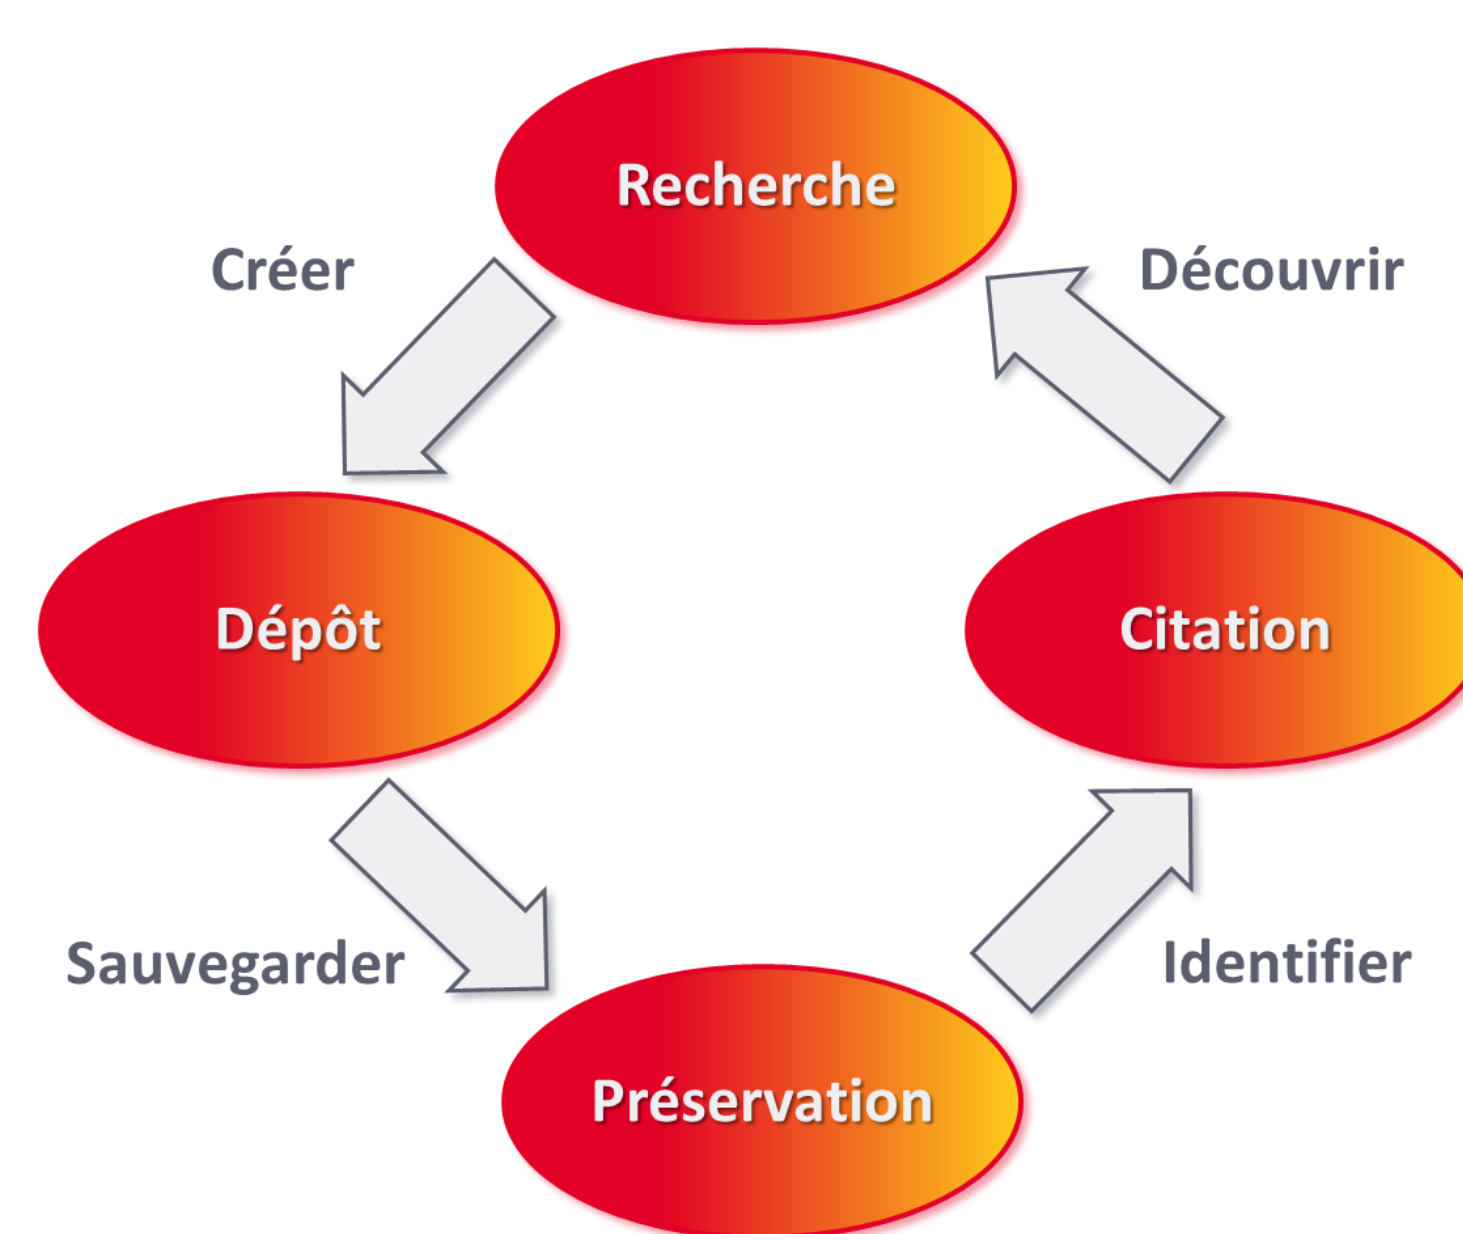 Recherche
Créer
Découvrir
Dépôt
Citation
Sauvegarder
Identifier
Préservation